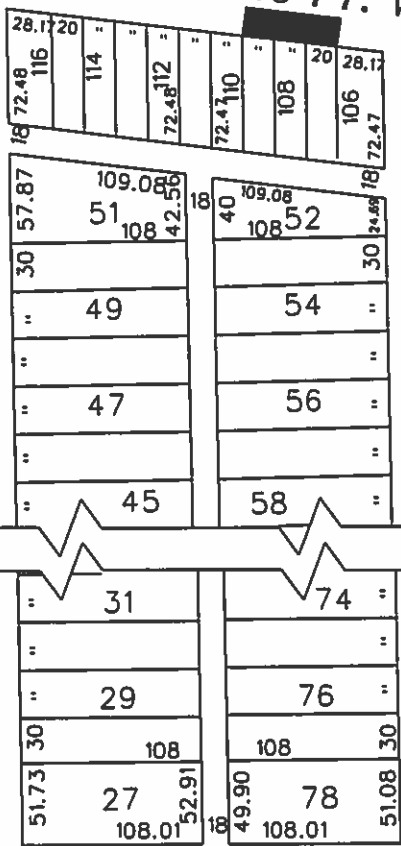 28.17 20 " " " " " " 20 28.17
116 114 112 110 108 106
72.48 72.48 72.47 72.47
18 18
57.87 109.08 42.56 18 40 109.08 24.69
51 108 108 52
30 30
" 49 54 "
" 47 56 "
" "
" 45 58
" 31 74 "
" "
" 29 76 "
30 108 108 30
51.73 27 52.91 49.90 78 51.08
108.01 18 108.01